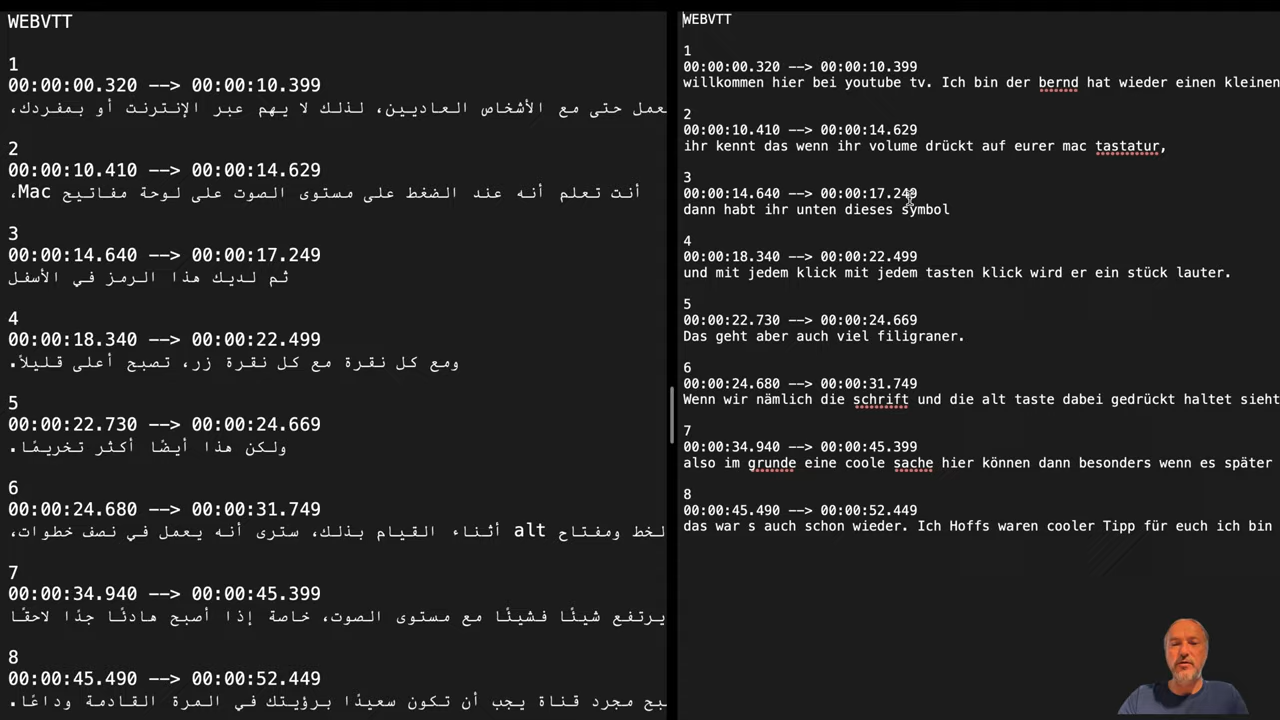 WEBVTT
1
00:00:00.320 --> 00:00:10.399
عمل حتى مع الأشخاص العاديين، لذلك لا يهم عبر الإنترنت أو بمفردك،
2
00:00:10.410 --> 00:00:14.629
أنت تعلم أنه عند الضغط على مستوى الصوت على لوحة مفاتيح Mac،
3
00:00:14.640 --> 00:00:17.249
ثم لديك هذا الرمز في الأسفل
4
00:00:18.340 --> 00:00:22.499
ومع كل نقرة مع كل نقرة زر، تصبح أعلى قليلاً.
5
00:00:22.730 --> 00:00:24.669
ولكن هذا أيضًا أكثر تخريمًا.
6
00:00:24.680 --> 00:00:31.749
لخط ومفتاح alt أثناء القيام بذلك، سترى أنه يعمل في نصف خطوات،
7
00:00:34.940 --> 00:00:45.399
يرتفع شيئًا فشيئًا مع مستوى الصوت، خاصة إذا أصبح هادئًا جدًا لاحقًا
8
00:00:45.490 --> 00:00:52.449
بح مجرد قناة يجب أن تكون سعيدًا برؤيتك في المرة القادمة وداعًا.
WEBVTT
1
00:00:00.320 --> 00:00:10.399
willkommen hier bei youtube tv. Ich bin der bernd hat wieder einen kleinen
2
00:00:10.410 --> 00:00:14.629
ihr kennt das wenn ihr volume drückt auf eurer mac tastatur,
3
00:00:14.640 --> 00:00:17.249
dann habt ihr unten dieses symbol
4
00:00:18.340 --> 00:00:22.499
und mit jedem klick mit jedem tasten klick wird er ein stück lauter.
5
00:00:22.730 --> 00:00:24.669
Das geht aber auch viel filigraner.
6
00:00:24.680 --> 00:00:31.749
Wenn wir nämlich die schrift und die alt taste dabei gedrückt haltet sieht
7
00:00:34.940 --> 00:00:45.399
also im grunde eine coole sache hier können dann besonders wenn es später
8
00:00:45.490 --> 00:00:52.449
das war s auch schon wieder. Ich Hoffs waren cooler Tipp für euch ich bin